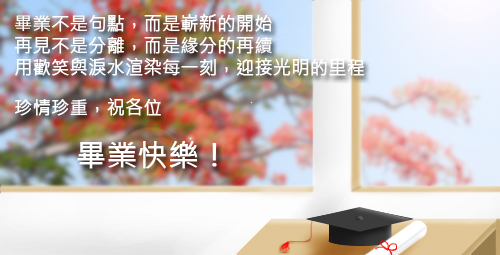 畢業不是句點，而是嶄新的開始
再見不是分離，而是緣分的再續
用歡笑與淚水渲染每一刻，迎接光明的里程
珍情珍重，祝各位
畢業快樂！